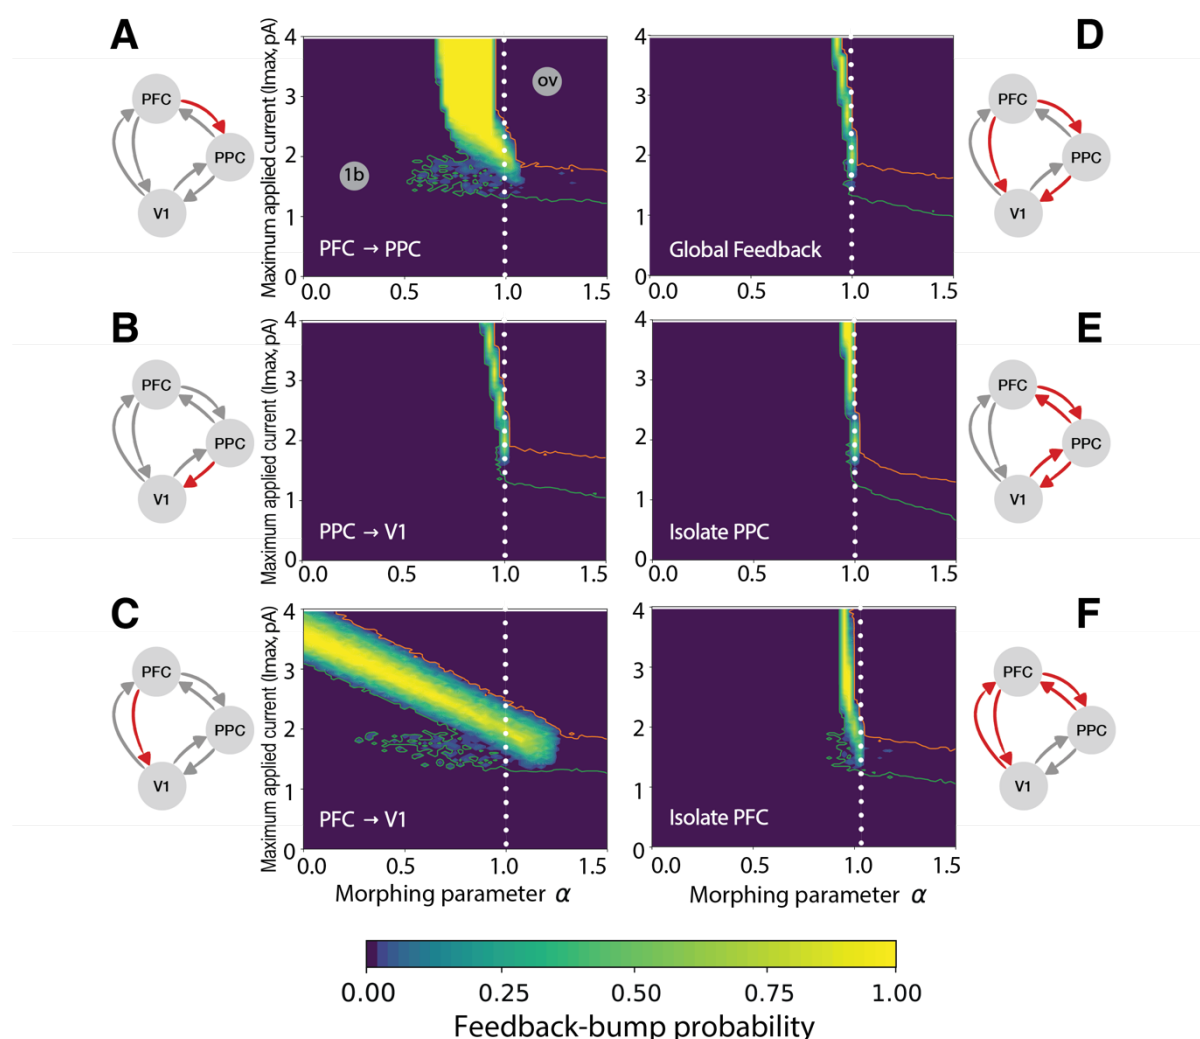 A
PFC
PPC
V1
Maximum applied current (Imax, pA)
4
3
2
1
0
1b
OV
PFC → PPC
0.0
0.5
1.0
1.5
D
PFC
PPC
V1
4
3
2
1
0
Global Feedback
0.0
0.5
1.0
1.5
B
PFC
PPC
V1
Maximum applied current (Imax, pA)
4
3
2
1
0
PPC → V1
0.0
0.5
1.0
1.5
E
PFC
PPC
V1
4
3
2
1
0
Isolate PPC
0.0
0.5
1.0
1.5
C
PFC
PPC
V1
Maximum applied current (Imax, pA)
4
3
2
1
0
PFC → V1
0.0
0.5
1.0
1.5
Morphing parameter α
F
PFC
PPC
V1
4
3
2
1
0
Isolate PFC
0.0
0.5
1.0
1.5
Morphing parameter α
0.00
0.25
0.50
0.75
1.00
Feedback-bump probability